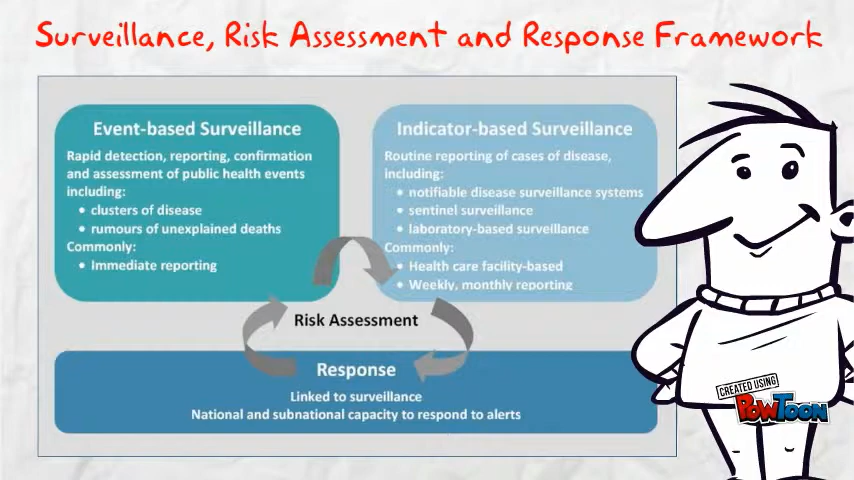 Surveillance, Risk Assessment and Response Framework
Event-based Surveillance
Rapid detection, reporting, confirmation
and assessment of public health events
including:
• clusters of disease
• rumours of unexplained deaths
Commonly:
• Immediate reporting
Indicator-based Surveillance
Routine reporting of cases of disease,
including:
• notifiable disease surveillance systems
• sentinel surveillance
• laboratory-based surveillance
Commonly:
• Health care facility-based
• Weekly, monthly reporting
Risk Assessment
Response
Linked to surveillance
National and subnational capacity to respond to alerts
CREATED USING
POWTOON